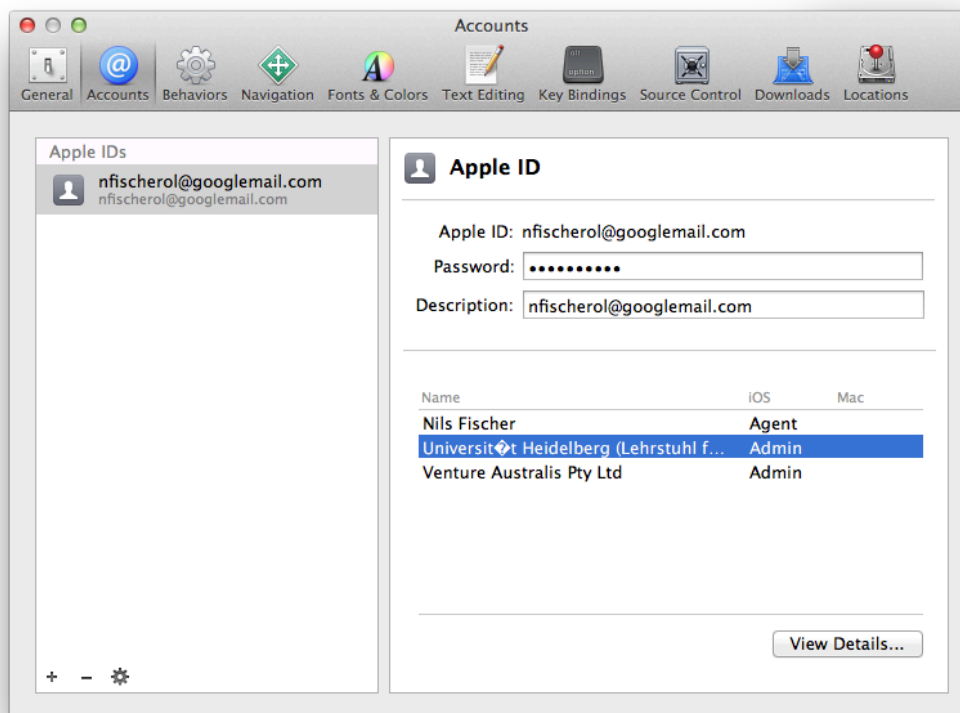 Accounts
General Accounts Behaviors Navigation Fonts & Colors Text Editing Key Bindings Source Control Downloads Locations
alt
option
Apple IDs
nfischerol@googlemail.com
nfischerol@googlemail.com
Apple ID
Apple ID: nfischerol@googlemail.com
Password: ••••••••••
Description: nfischerol@googlemail.com
Name iOS Mac
Nils Fischer Agent
Universit�t Heidelberg (Lehrstuhl f... Admin
Venture Australis Pty Ltd Admin
View Details...